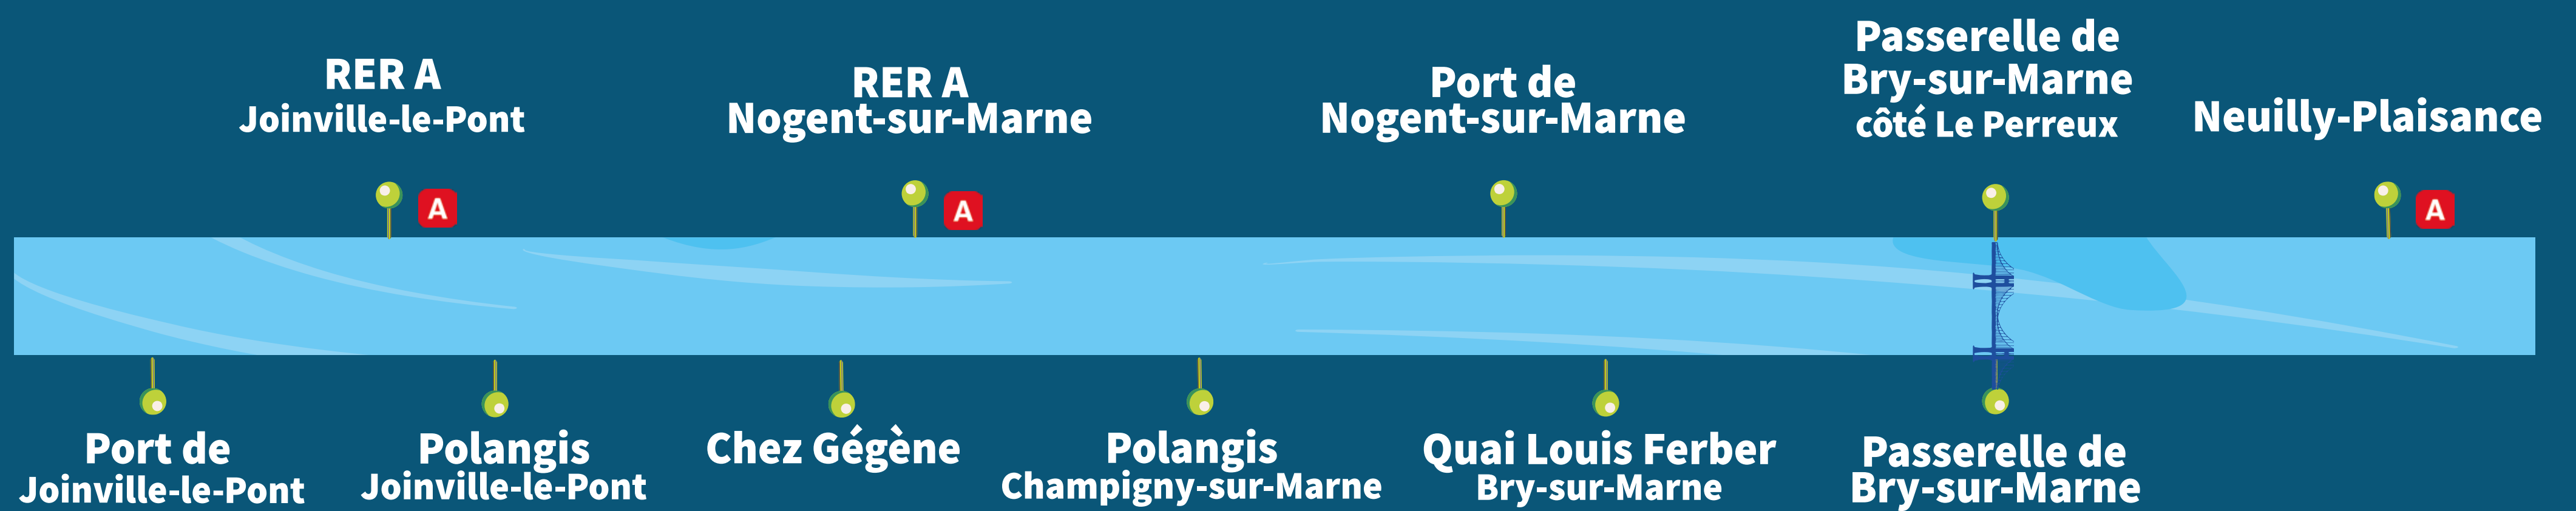 RER A
Joinville-le-Pont
RER A
Nogent-sur-Marne
Port de
Nogent-sur-Marne
Passerelle de
Bry-sur-Marne
côté Le Perreux
Neuilly-Plaisance
A
A
A
Port de
Joinville-le-Pont
Polangis
Joinville-le-Pont
Chez Gégène
Polangis
Champigny-sur-Marne
Quai Louis Ferber
Bry-sur-Marne
Passerelle de
Bry-sur-Marne